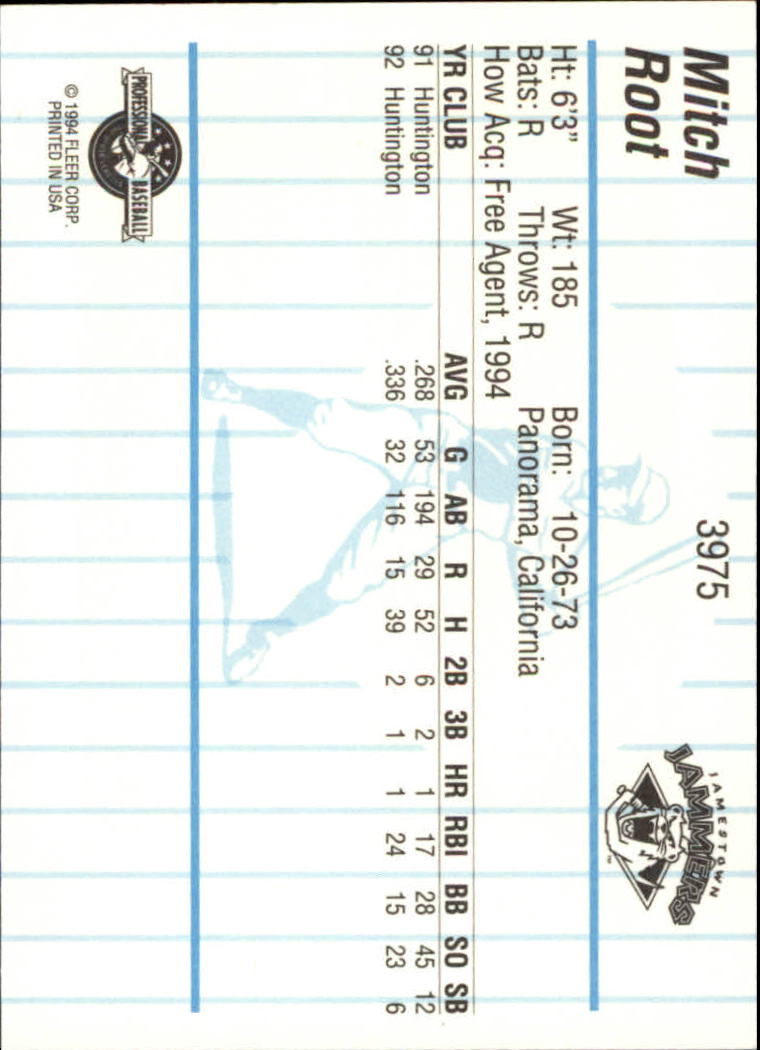 Mitch
Root
3975
JAMESTOWN
JAMMERS
TM
Ht: 6'3" Wt: 185 Born: 10-26-73
Bats: R Throws: R Panorama, California
How Acq: Free Agent, 1994
YR CLUB AVG G AB R H 2B 3B HR RBI BB SO SB
91 Huntington .268 53 194 29 52 6 2 1 17 28 45 12
92 Huntington .336 32 116 15 39 2 1 1 24 15 23 6
PROFESSIONAL BASEBALL
© 1994 FLEER CORP.
PRINTED IN USA